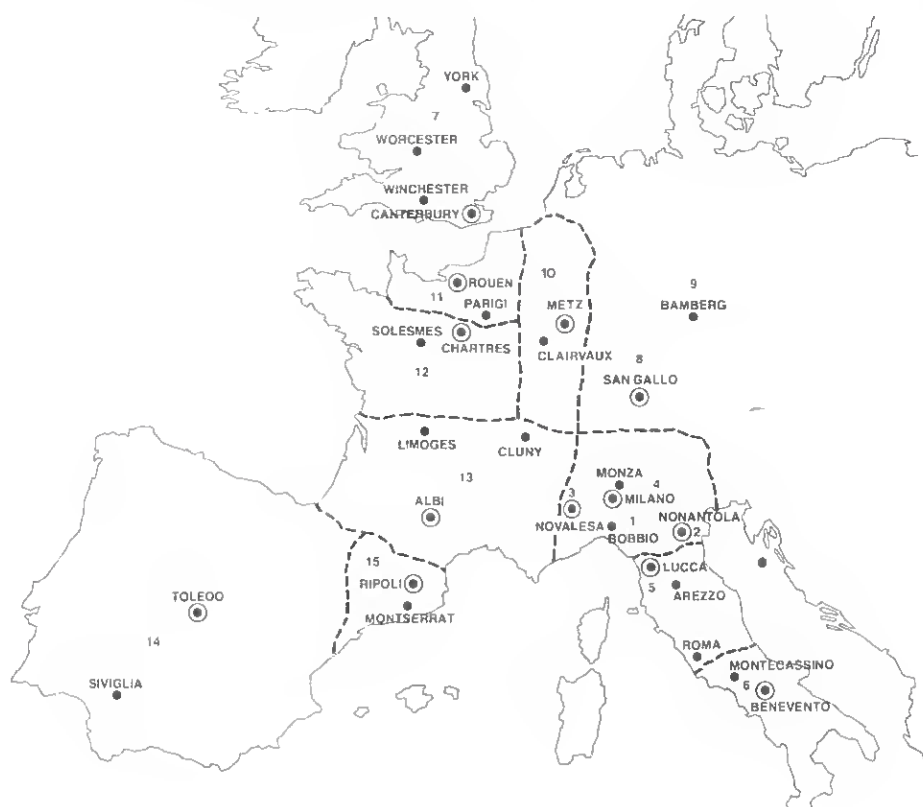 YORK
7
WORCESTER
WINCHESTER
CANTERBURY
ROUEN
10
9
11
PARIGI
METZ
BAMBERG
SOLESMES
CHARTRES
CLAIRVAUX
8
12
SAN GALLO
LIMOGES
CLUNY
13
MONZA
4
3
MILANO
ALBI
NOVALESA
1
NONANTOLA
BOBBIO
2
15
LUCCA
RIPOLI
5
AREZZO
TOLEDO
MONTSERRAT
14
ROMA
MONTECASSINO
SIVIGLIA
6
BENEVENTO